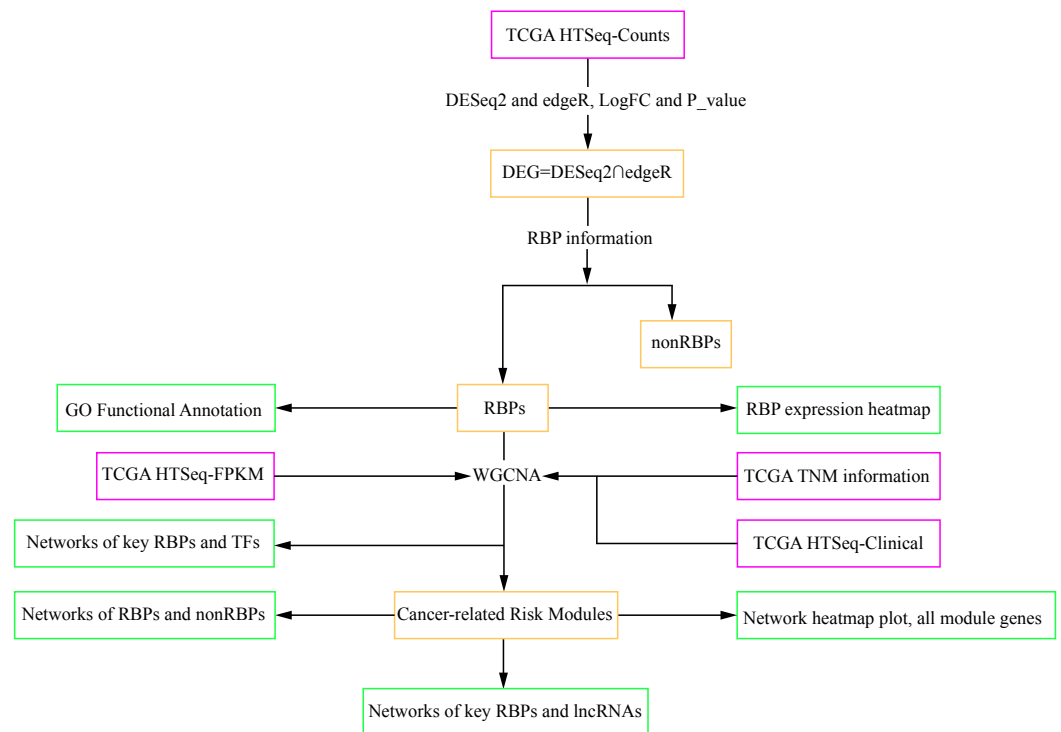 TCGA HTSeq-Counts
DESeq2 and edgeR, LogFC and P_value
DEG=DESeq2∩edgeR
RBP information
nonRBPs
GO Functional Annotation
RBPs
RBP expression heatmap
TCGA HTSeq-FPKM
WGCNA
TCGA TNM information
Networks of key RBPs and TFs
TCGA HTSeq-Clinical
Networks of RBPs and nonRBPs
Cancer-related Risk Modules
Network heatmap plot, all module genes
Networks of key RBPs and lncRNAs